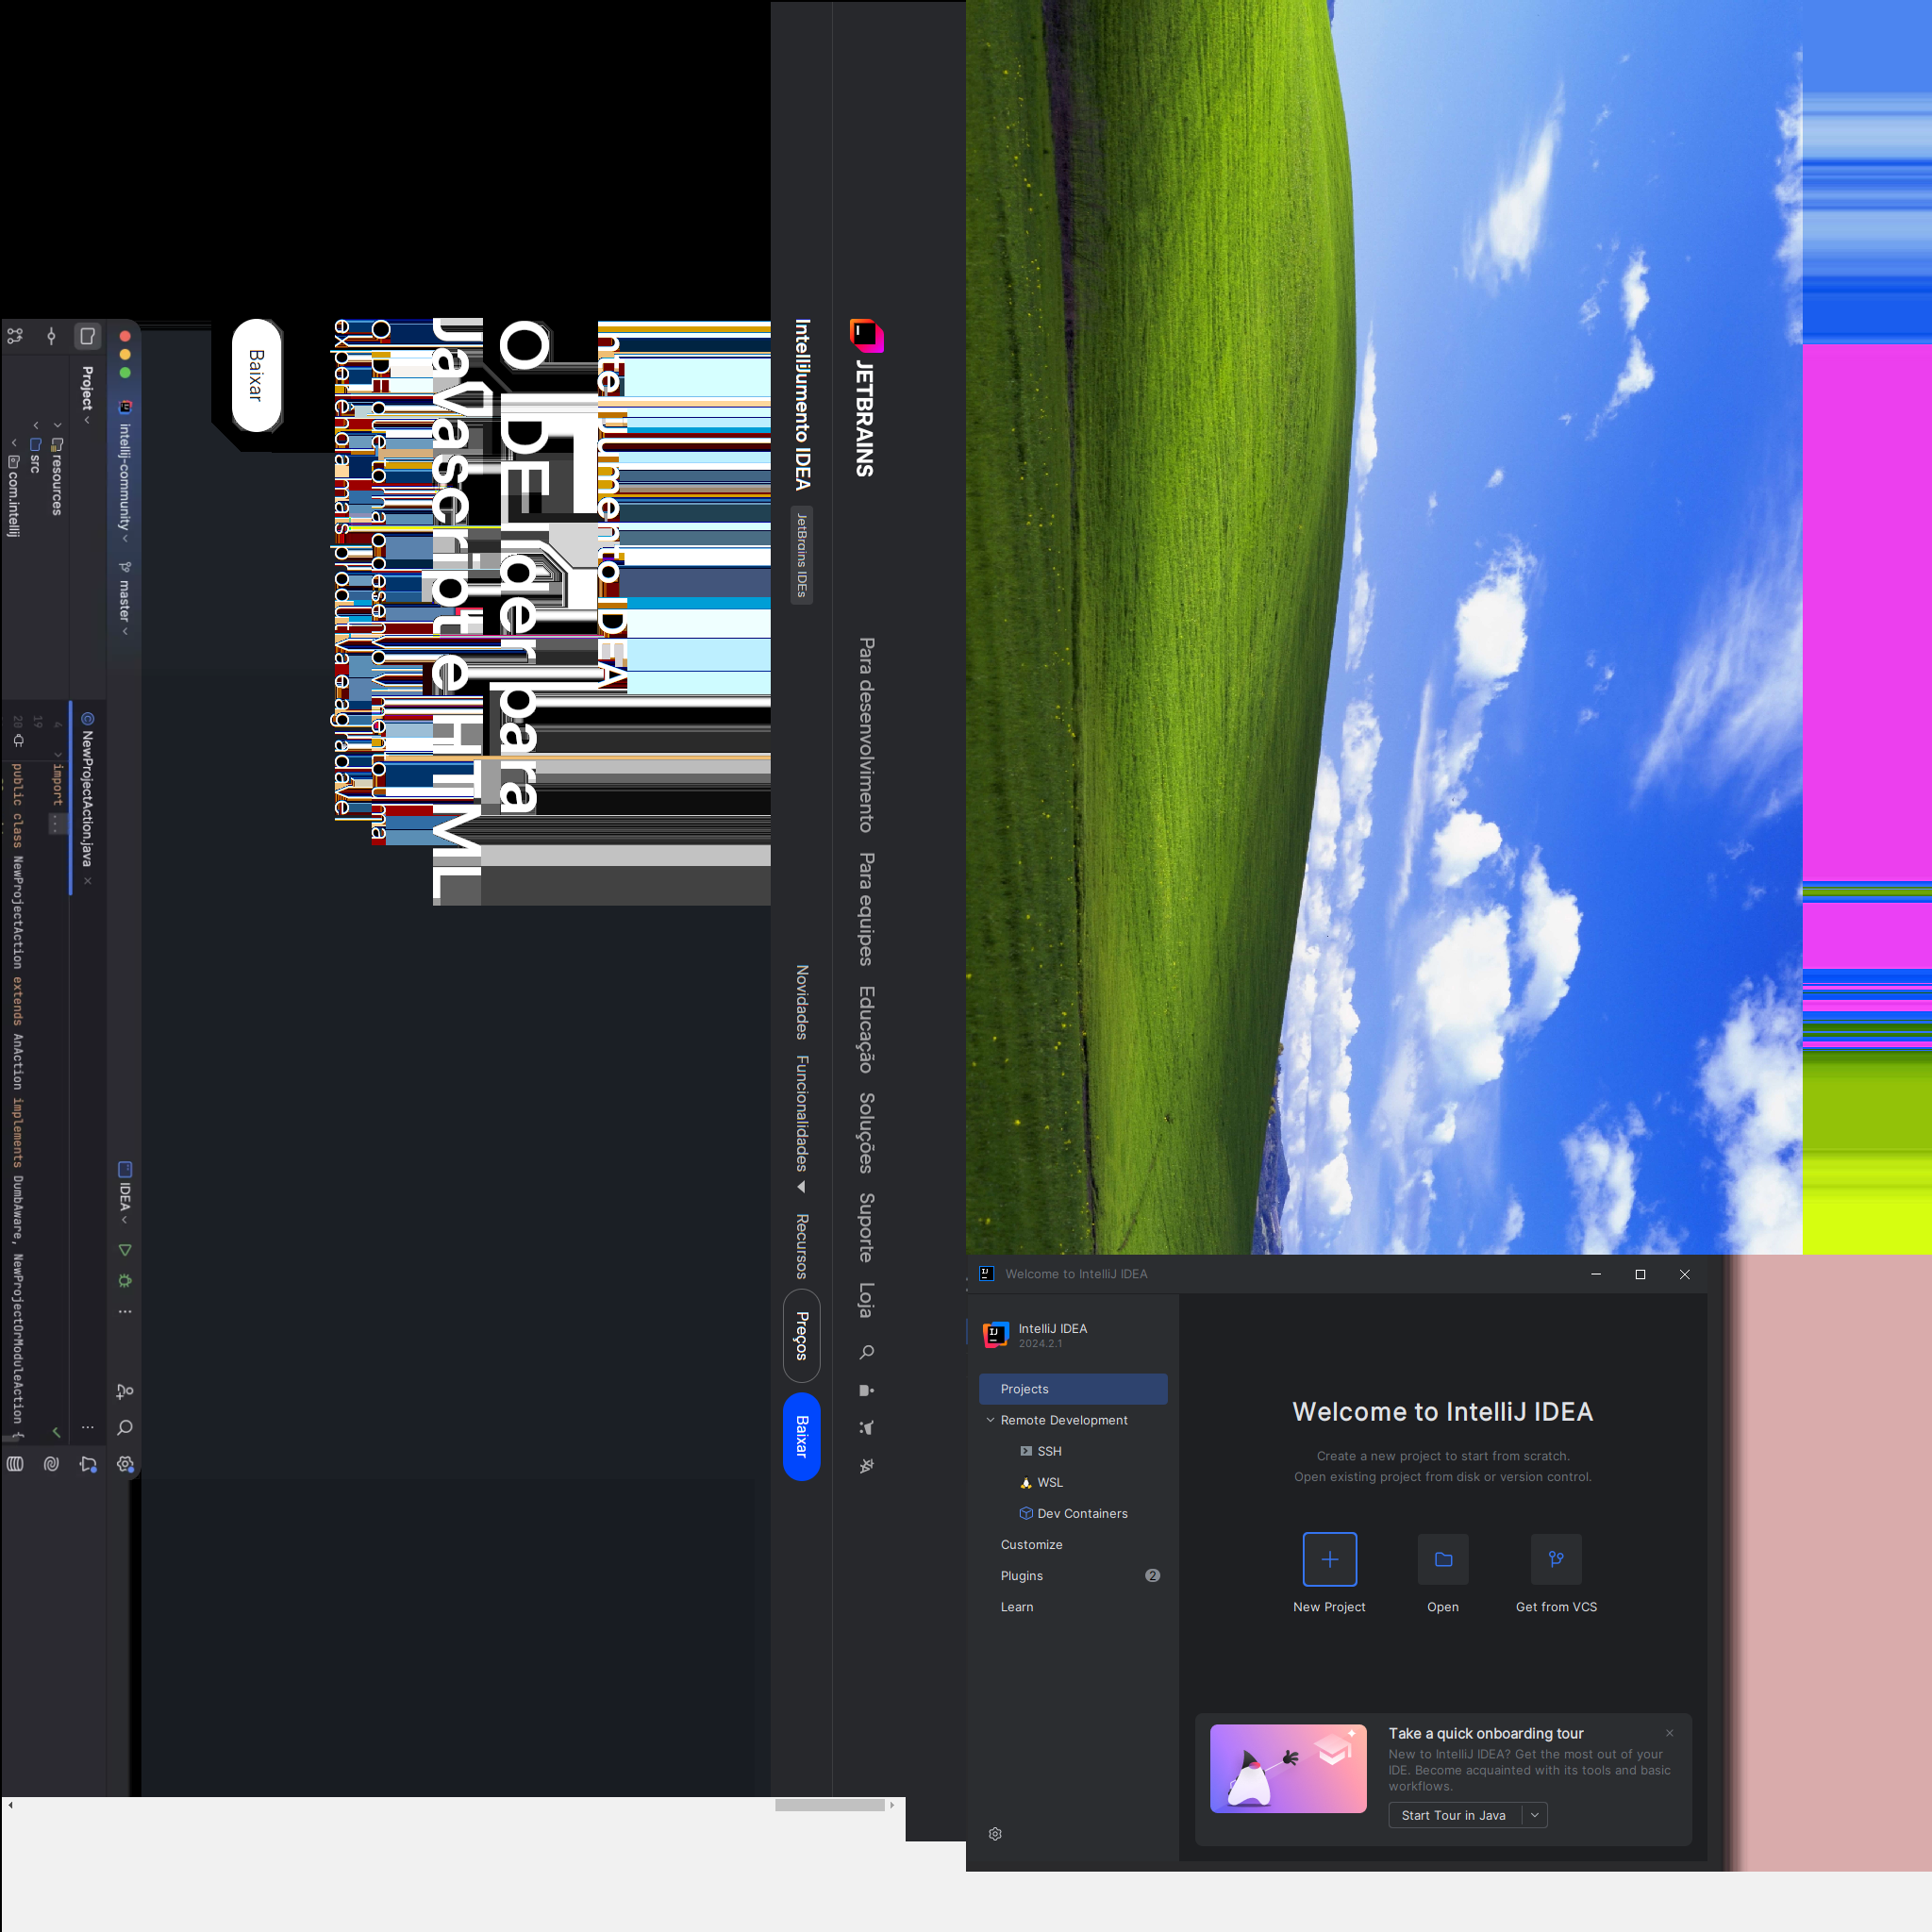 JETBRAINS
Para desenvolvimento Para equipes Educação Soluções Suporte Loja
IntelliJumento IDEA JetBrains IDEs Novidades Funcionalidades Recursos Preços Baixar
Jumento IDEA
O IDE líder para
Javascript e HTML
O IDE que torna o desenvolvimento uma
experiência mais produtiva e agradável
Baixar
intellij-community master IDEA
Project NewProjectAction.java
resources 4 import ...
src 19
com.intellij 20 public class NewProjectAction extends AnAction implements DumbAware, NewProjectOrModuleAction {
Welcome to IntelliJ IDEA
IntelliJ IDEA
2024.2.1
Projects
Remote Development
SSH
WSL
Dev Containers
Customize
Plugins 2
Learn
Welcome to IntelliJ IDEA
Create a new project to start from scratch.
Open existing project from disk or version control.
New Project Open Get from VCS
Take a quick onboarding tour
New to IntelliJ IDEA? Get the most out of your
IDE. Become acquainted with its tools and basic
workflows.
Start Tour in Java